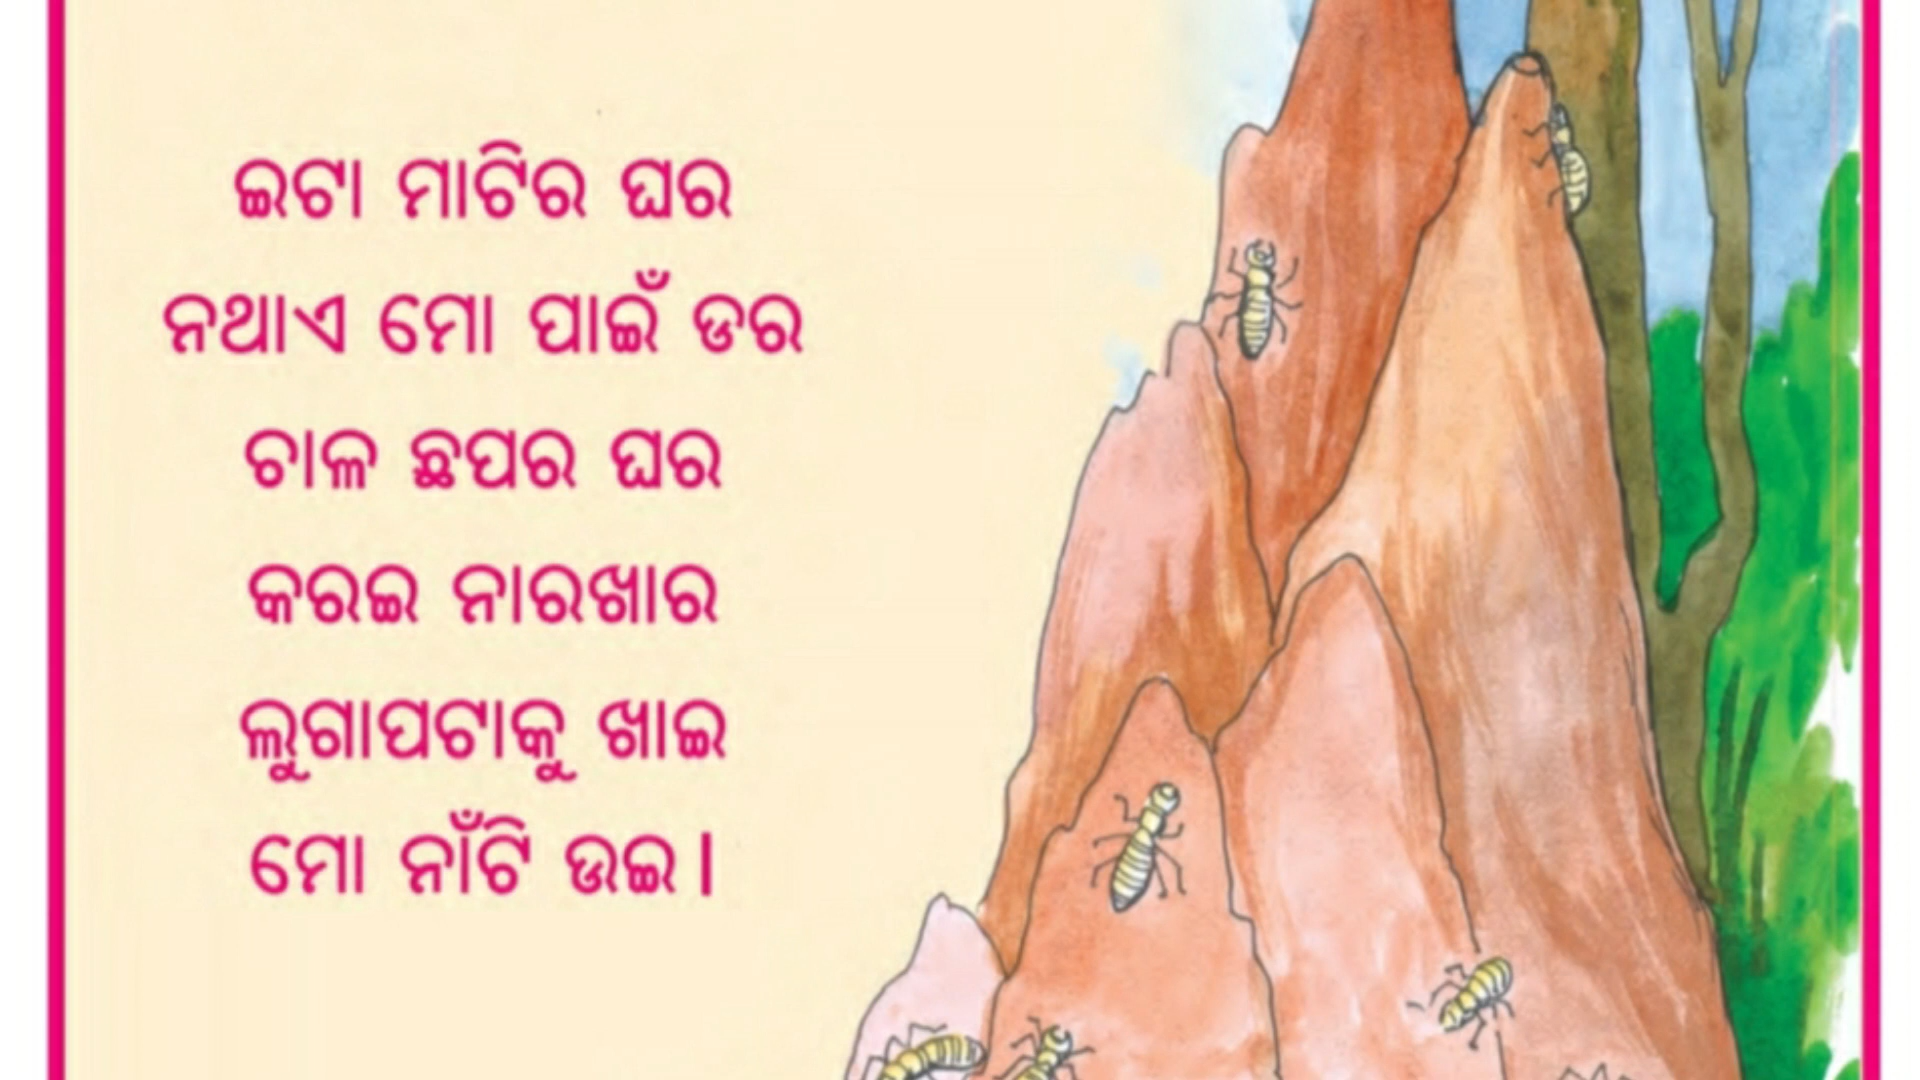 ଇଟା ମାଟିର ଘର
ନଥାଏ ମୋ ପାଇଁ ଡର
ଚାଳ ଛପର ଘର
କରଇ ନାରଖାର
ଲୁଗାପଟାକୁ ଖାଇ
ମୋ ନାଁଟି ଉଇ।